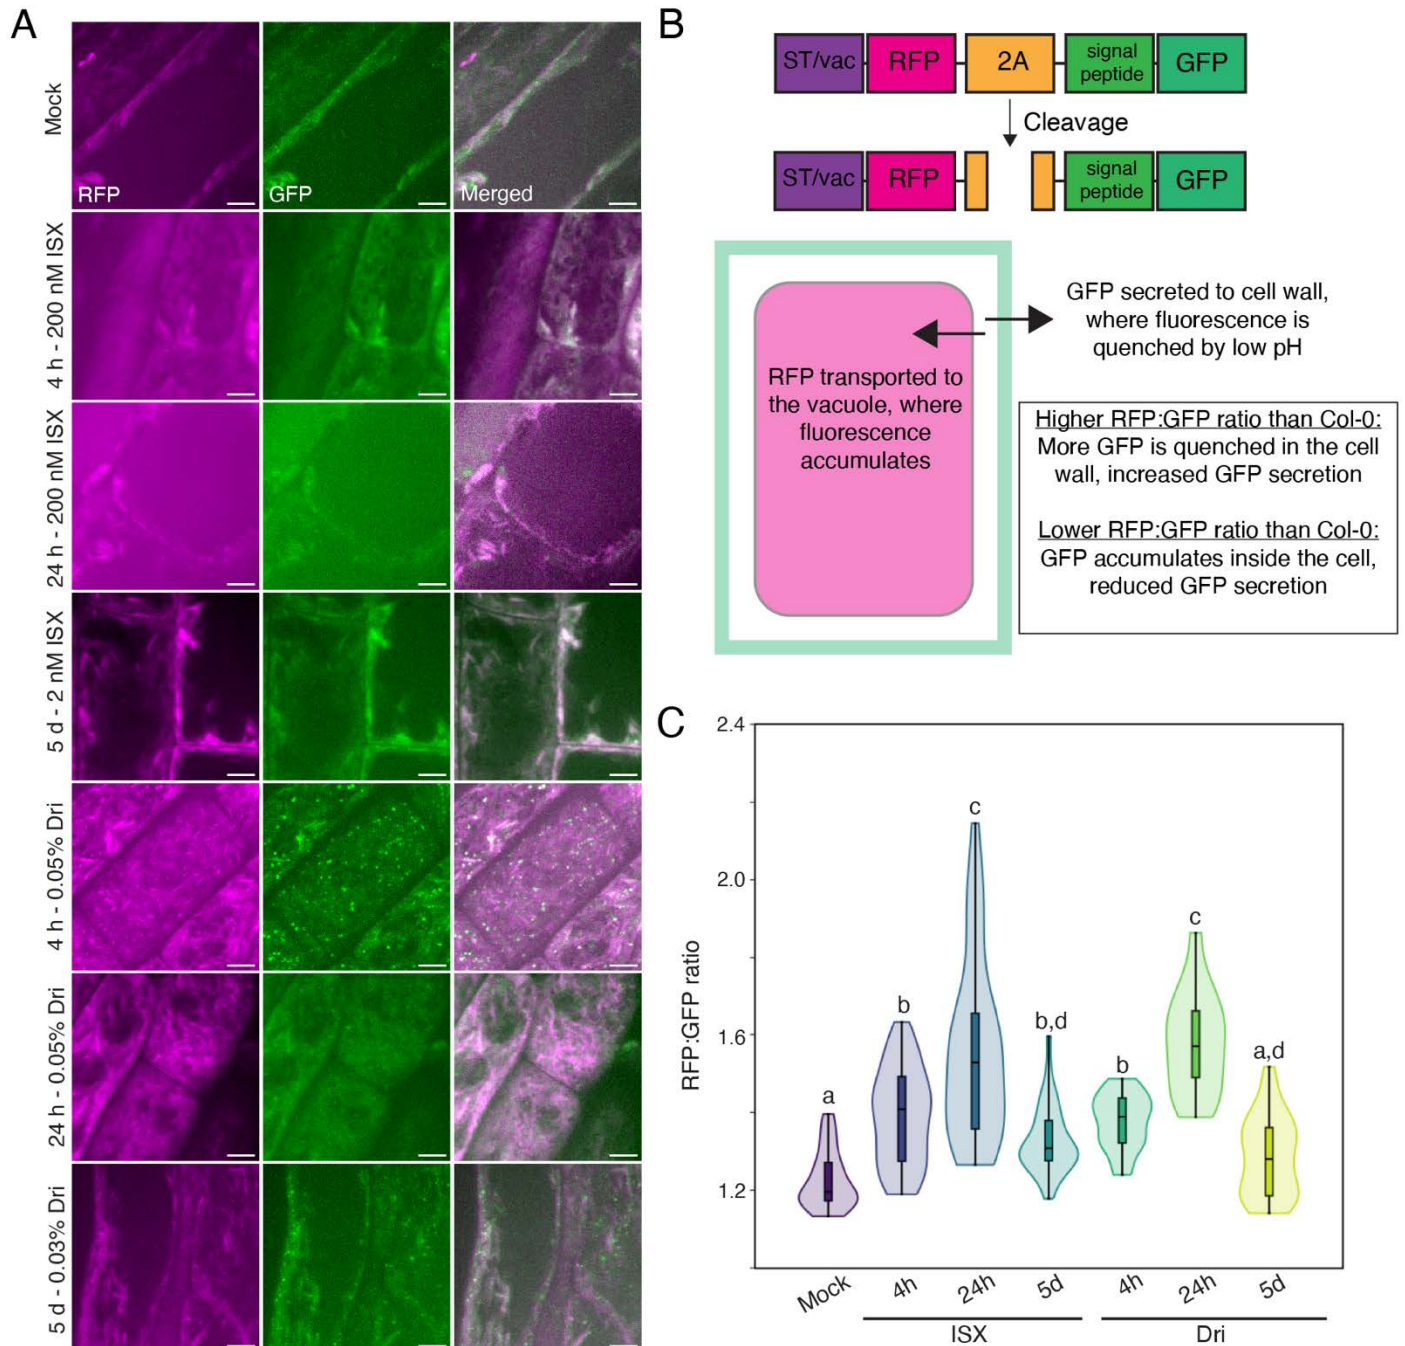 A
Mock
RFP
GFP
Merged
4 h - 200 nM ISX
24 h - 200 nM ISX
5 d - 2 nM ISX
4 h - 0.05% Dri
24 h - 0.05% Dri
5 d - 0.03% Dri
B
ST/vac
RFP
2A
signal
peptide
GFP
Cleavage
ST/vac
RFP
signal
peptide
GFP
GFP secreted to cell wall,
where fluorescence is
quenched by low pH
RFP transported to
the vacuole, where
fluorescence
accumulates
Higher RFP:GFP ratio than Col-0:
More GFP is quenched in the cell
wall, increased GFP secretion
Lower RFP:GFP ratio than Col-0:
GFP accumulates inside the cell,
reduced GFP secretion
C
RFP:GFP ratio
2.4
2.0
1.6
1.2
a
b
c
b,d
b
c
a,d
Mock
4h
24h
5d
4h
24h
5d
ISX
Dri